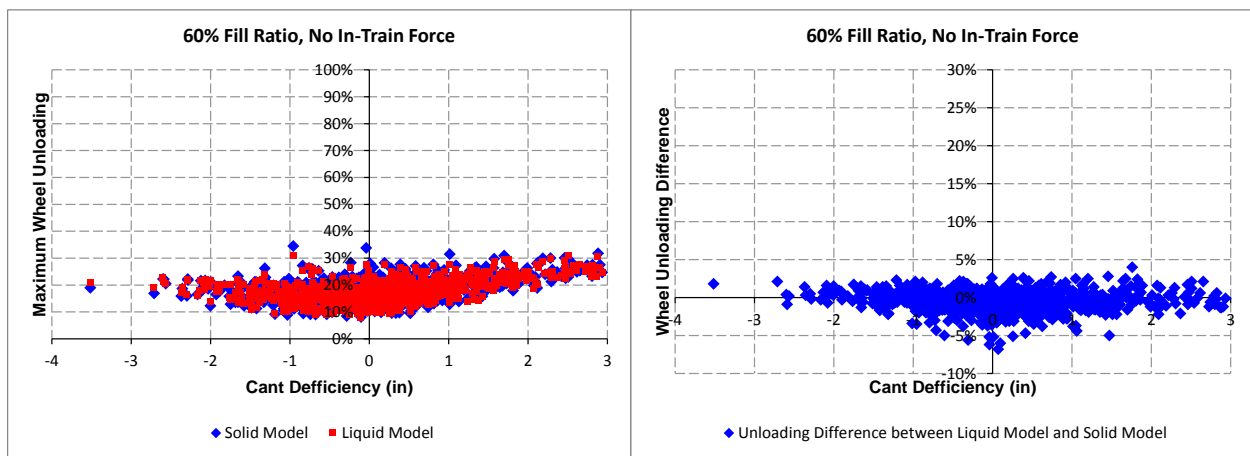 60% Fill Ratio, No In-Train Force
Maximum Wheel Unloading
100%
90%
80%
70%
60%
50%
40%
30%
20%
10%
0%
-4 -3 -2 -1 0 1 2 3
Cant Defficiency (in)
Solid Model Liquid Model
60% Fill Ratio, No In-Train Force
Wheel Unloading Difference
30%
25%
20%
15%
10%
5%
0%
-5%
-10%
-4 -3 -2 -1 0 1 2 3
Cant Defficiency (in)
Unloading Difference between Liquid Model and Solid Model